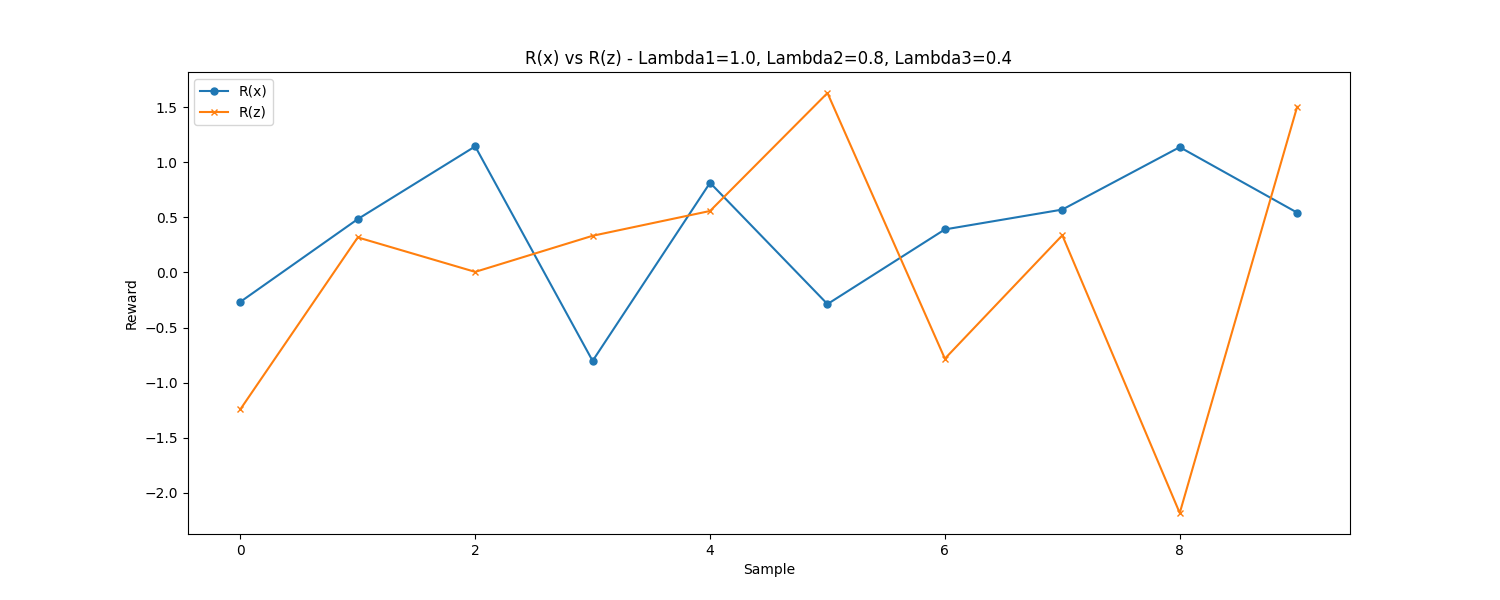 R(x) vs R(z) - Lambda1=1.0, Lambda2=0.8, Lambda3=0.4
R(x)
R(z)
1.5
1.0
0.5
0.0
−0.5
−1.0
−1.5
−2.0
Reward
0 2 4 6 8
Sample